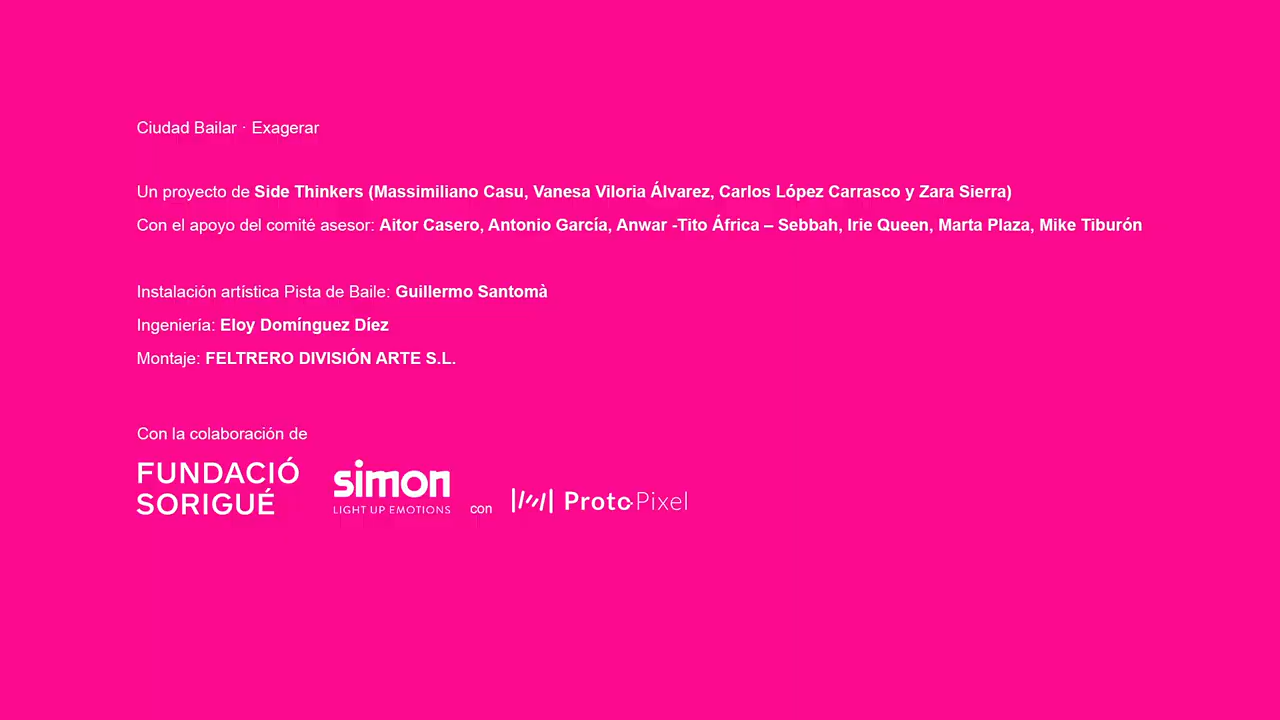 Ciudad Bailar · Exagerar
Un proyecto de Side Thinkers (Massimiliano Casu, Vanesa Viloria Álvarez, Carlos López Carrasco y Zara Sierra)
Con el apoyo del comité asesor: Aitor Casero, Antonio García, Anwar -Tito África – Sebbah, Irie Queen, Marta Plaza, Mike Tiburón
Instalación artística Pista de Baile: Guillermo Santomà
Ingeniería: Eloy Domínguez Díez
Montaje: FELTRERO DIVISIÓN ARTE S.L.
Con la colaboración de
FUNDACIÓ
SORIGUÉ
simon
LIGHT UP EMOTIONS
con
ProtoPixel